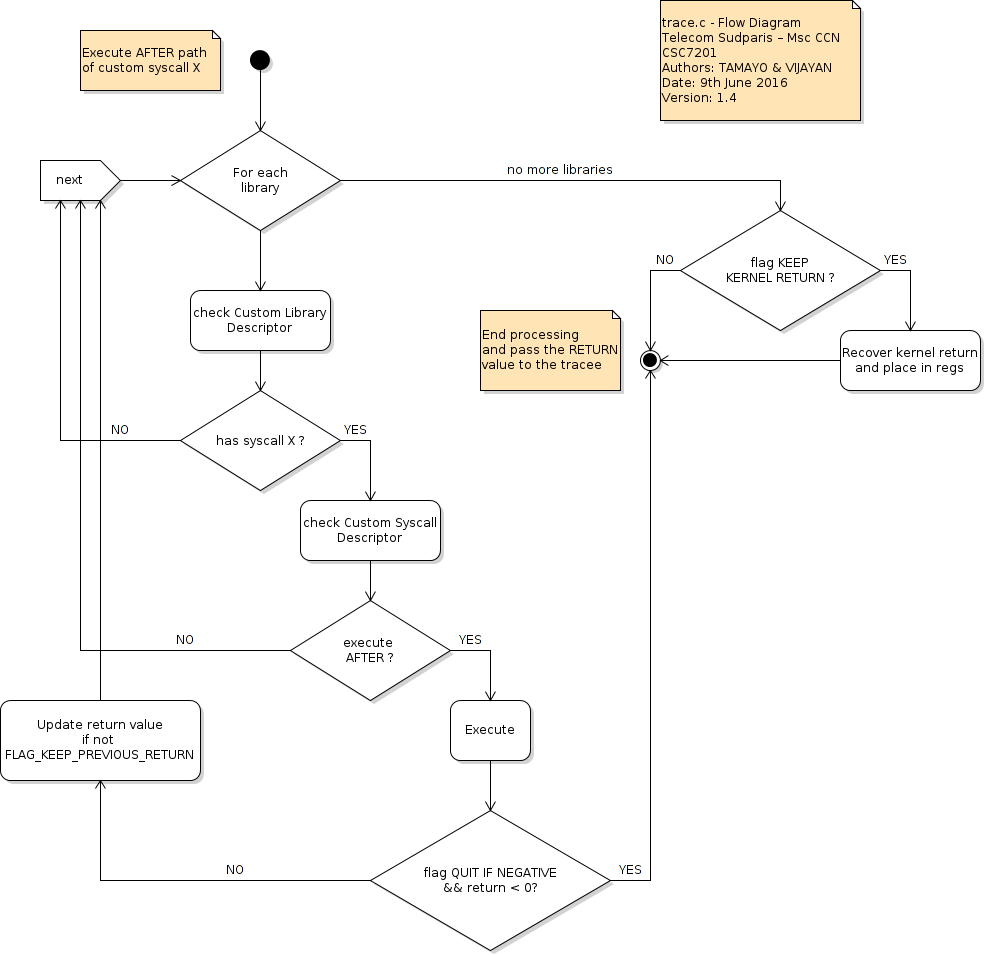 Execute AFTER path
of custom syscall X
trace.c - Flow Diagram
Telecom Sudparis – Msc CCN
CSC7201
Authors: TAMAYO & VIJAYAN
Date: 9th June 2016
Version: 1.4
next
For each
library
no more libraries
flag KEEP
KERNEL RETURN ?
NO
YES
check Custom Library
Descriptor
End processing
and pass the RETURN
value to the tracee
Recover kernel return
and place in regs
has syscall X ?
NO
YES
check Custom Syscall
Descriptor
execute
AFTER ?
NO
YES
Update return value
if not
FLAG_KEEP_PREVIOUS_RETURN
Execute
flag QUIT IF NEGATIVE
&& return < 0?
NO
YES